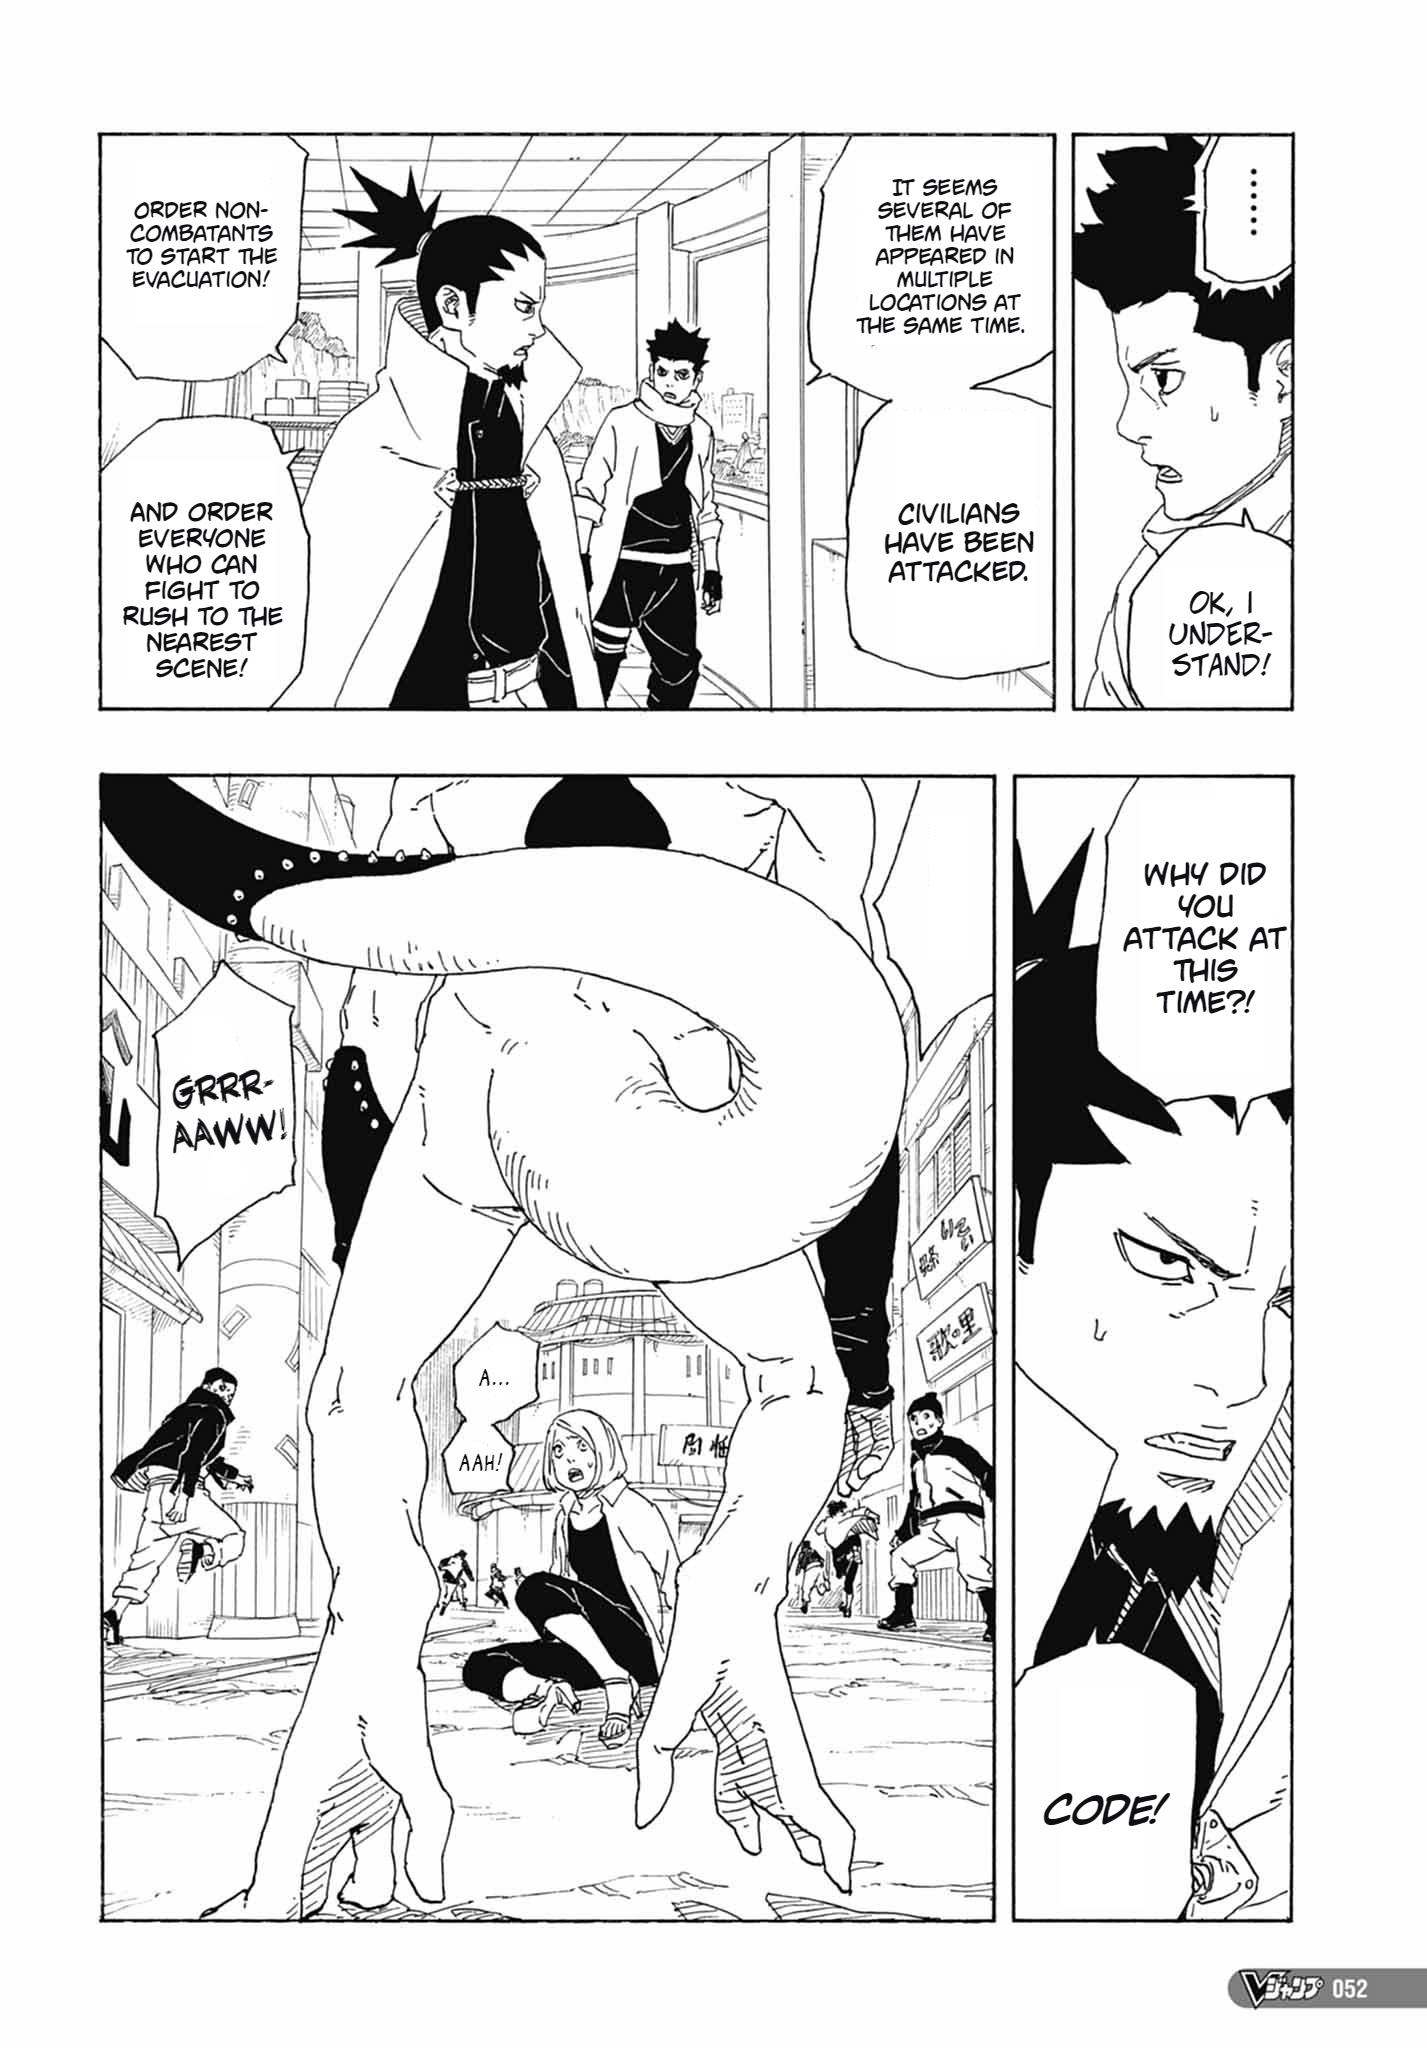 ……
OK, I
UNDER-
STAND!
IT SEEMS
SEVERAL OF
THEM HAVE
APPEARED IN
MULTIPLE
LOCATIONS AT
THE SAME TIME.
CIVILIANS
HAVE BEEN
ATTACKED.
ORDER NON-
COMBATANTS
TO START THE
EVACUATION!
AND ORDER
EVERYONE
WHO CAN
FIGHT TO
RUSH TO THE
NEAREST
SCENE!
WHY DID
YOU
ATTACK AT
THIS
TIME?!
CODE!
GRRR-
AAWW!
A...
AAH!
歌の里
Vジャンプ 052